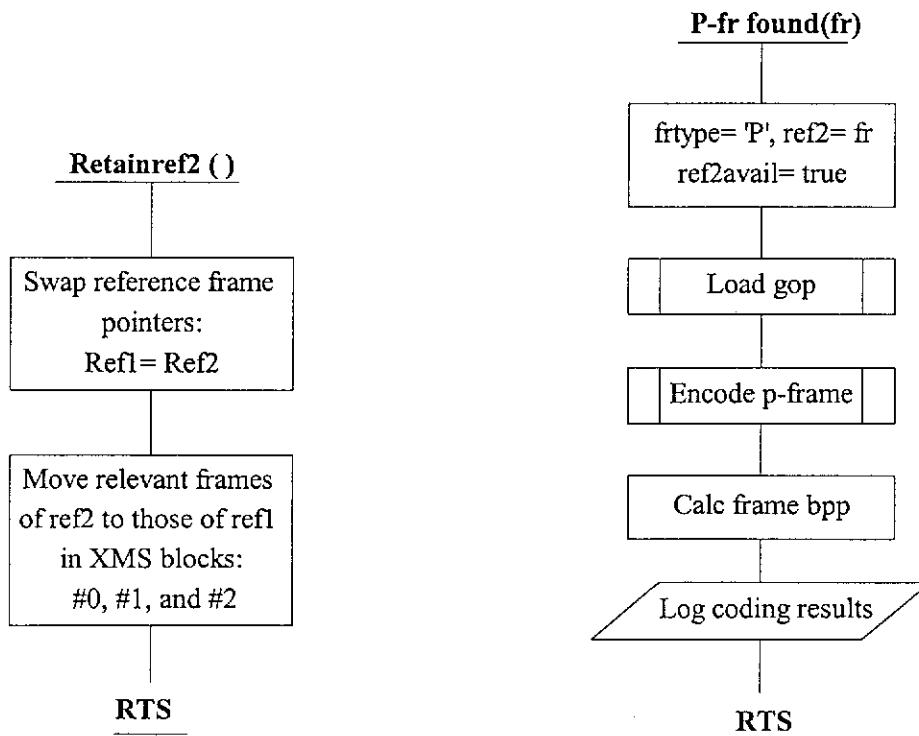 Retainref2 ( )
Swap reference frame
pointers:
Ref1= Ref2
Move relevant frames
of ref2 to those of ref1
in XMS blocks:
#0, #1, and #2
RTS
P-fr found(fr)
frtype= 'P', ref2= fr
ref2avail= true
Load gop
Encode p-frame
Calc frame bpp
Log coding results
RTS